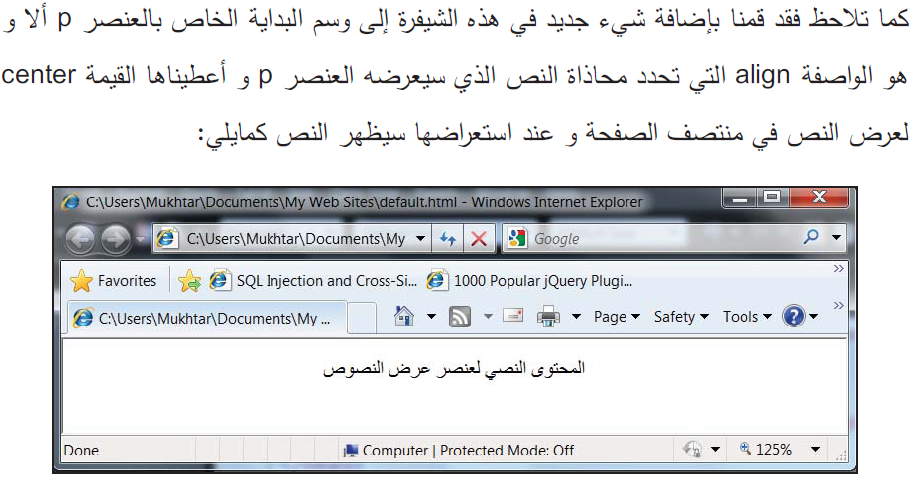 كما تلاحظ فقد قمنا بإضافة شيء جديد في هذه الشيفرة إلى وسم البداية الخاص بالعنصر p ألا و
هو الواصفة align التي تحدد محاذاة النص الذي سيعرضه العنصر p و أعطيناها القيمة center
لعرض النص في منتصف الصفحة و عند استعراضها سيظهر النص كمايلي:
C:\Users\Mukhtar\Documents\My Web Sites\default.html - Windows Internet Explorer
C:\Users\Mukhtar\Documents\My Google
Favorites SQL Injection and Cross-Si... 1000 Popular jQuery Plugi...
C:\Users\Mukhtar\Documents\My ... Page Safety Tools
المحتوى النصي لعنصر عرض النصوص
Done Computer | Protected Mode: Off 125%